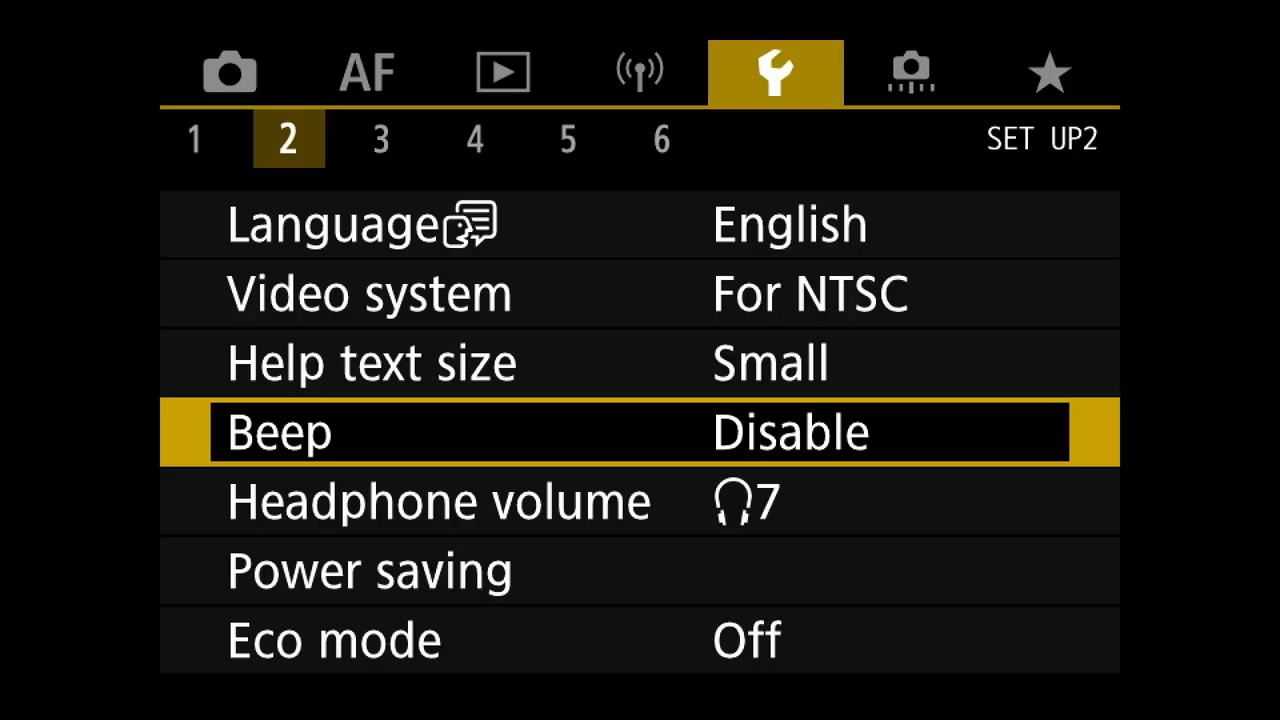 AF
1 2 3 4 5 6 SET UP2
Language English
Video system For NTSC
Help text size Small
Beep Disable
Headphone volume 7
Power saving
Eco mode Off